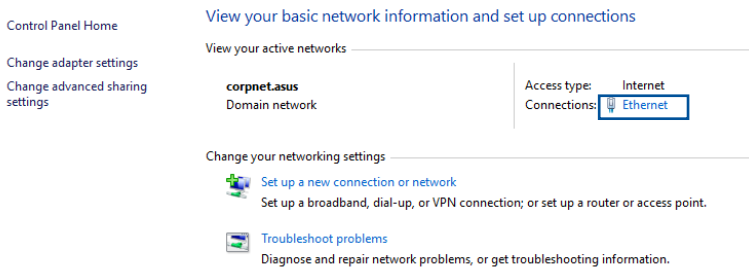 View your basic network information and set up connections
Control Panel Home
Change adapter settings
Change advanced sharing
settings
View your active networks
corpnet.asus
Domain network
Access type: Internet
Connections: Ethernet
Change your networking settings
Set up a new connection or network
Set up a broadband, dial-up, or VPN connection; or set up a router or access point.
Troubleshoot problems
Diagnose and repair network problems, or get troubleshooting information.